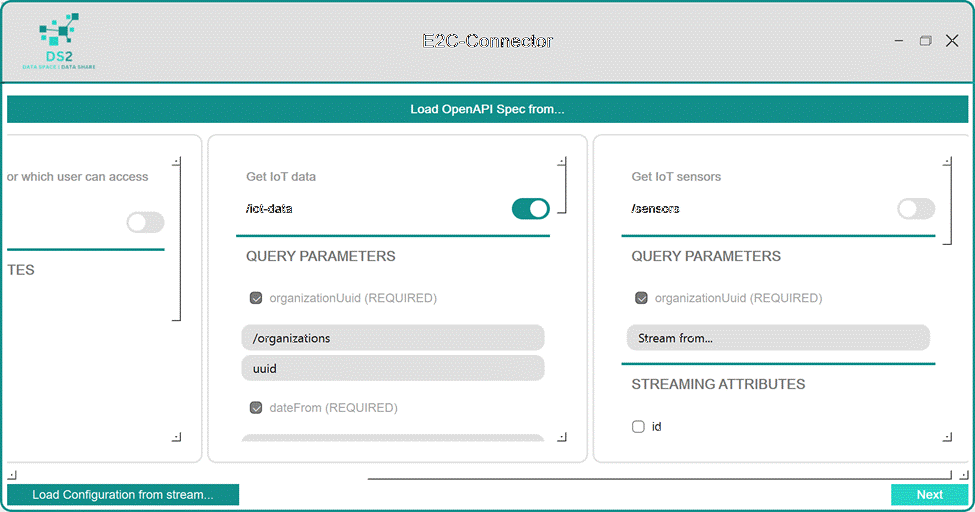 DS2
DATA SPACE | DATA SHARE
E2C-Connector
Load OpenAPI Spec from...
or which user can access
TES
Get IoT data
/iot-data
QUERY PARAMETERS
organizationUuid (REQUIRED)
/organizations
uuid
dateFrom (REQUIRED)
Get IoT sensors
/sensors
QUERY PARAMETERS
organizationUuid (REQUIRED)
Stream from...
STREAMING ATTRIBUTES
id
Load Configuration from stream...
Next